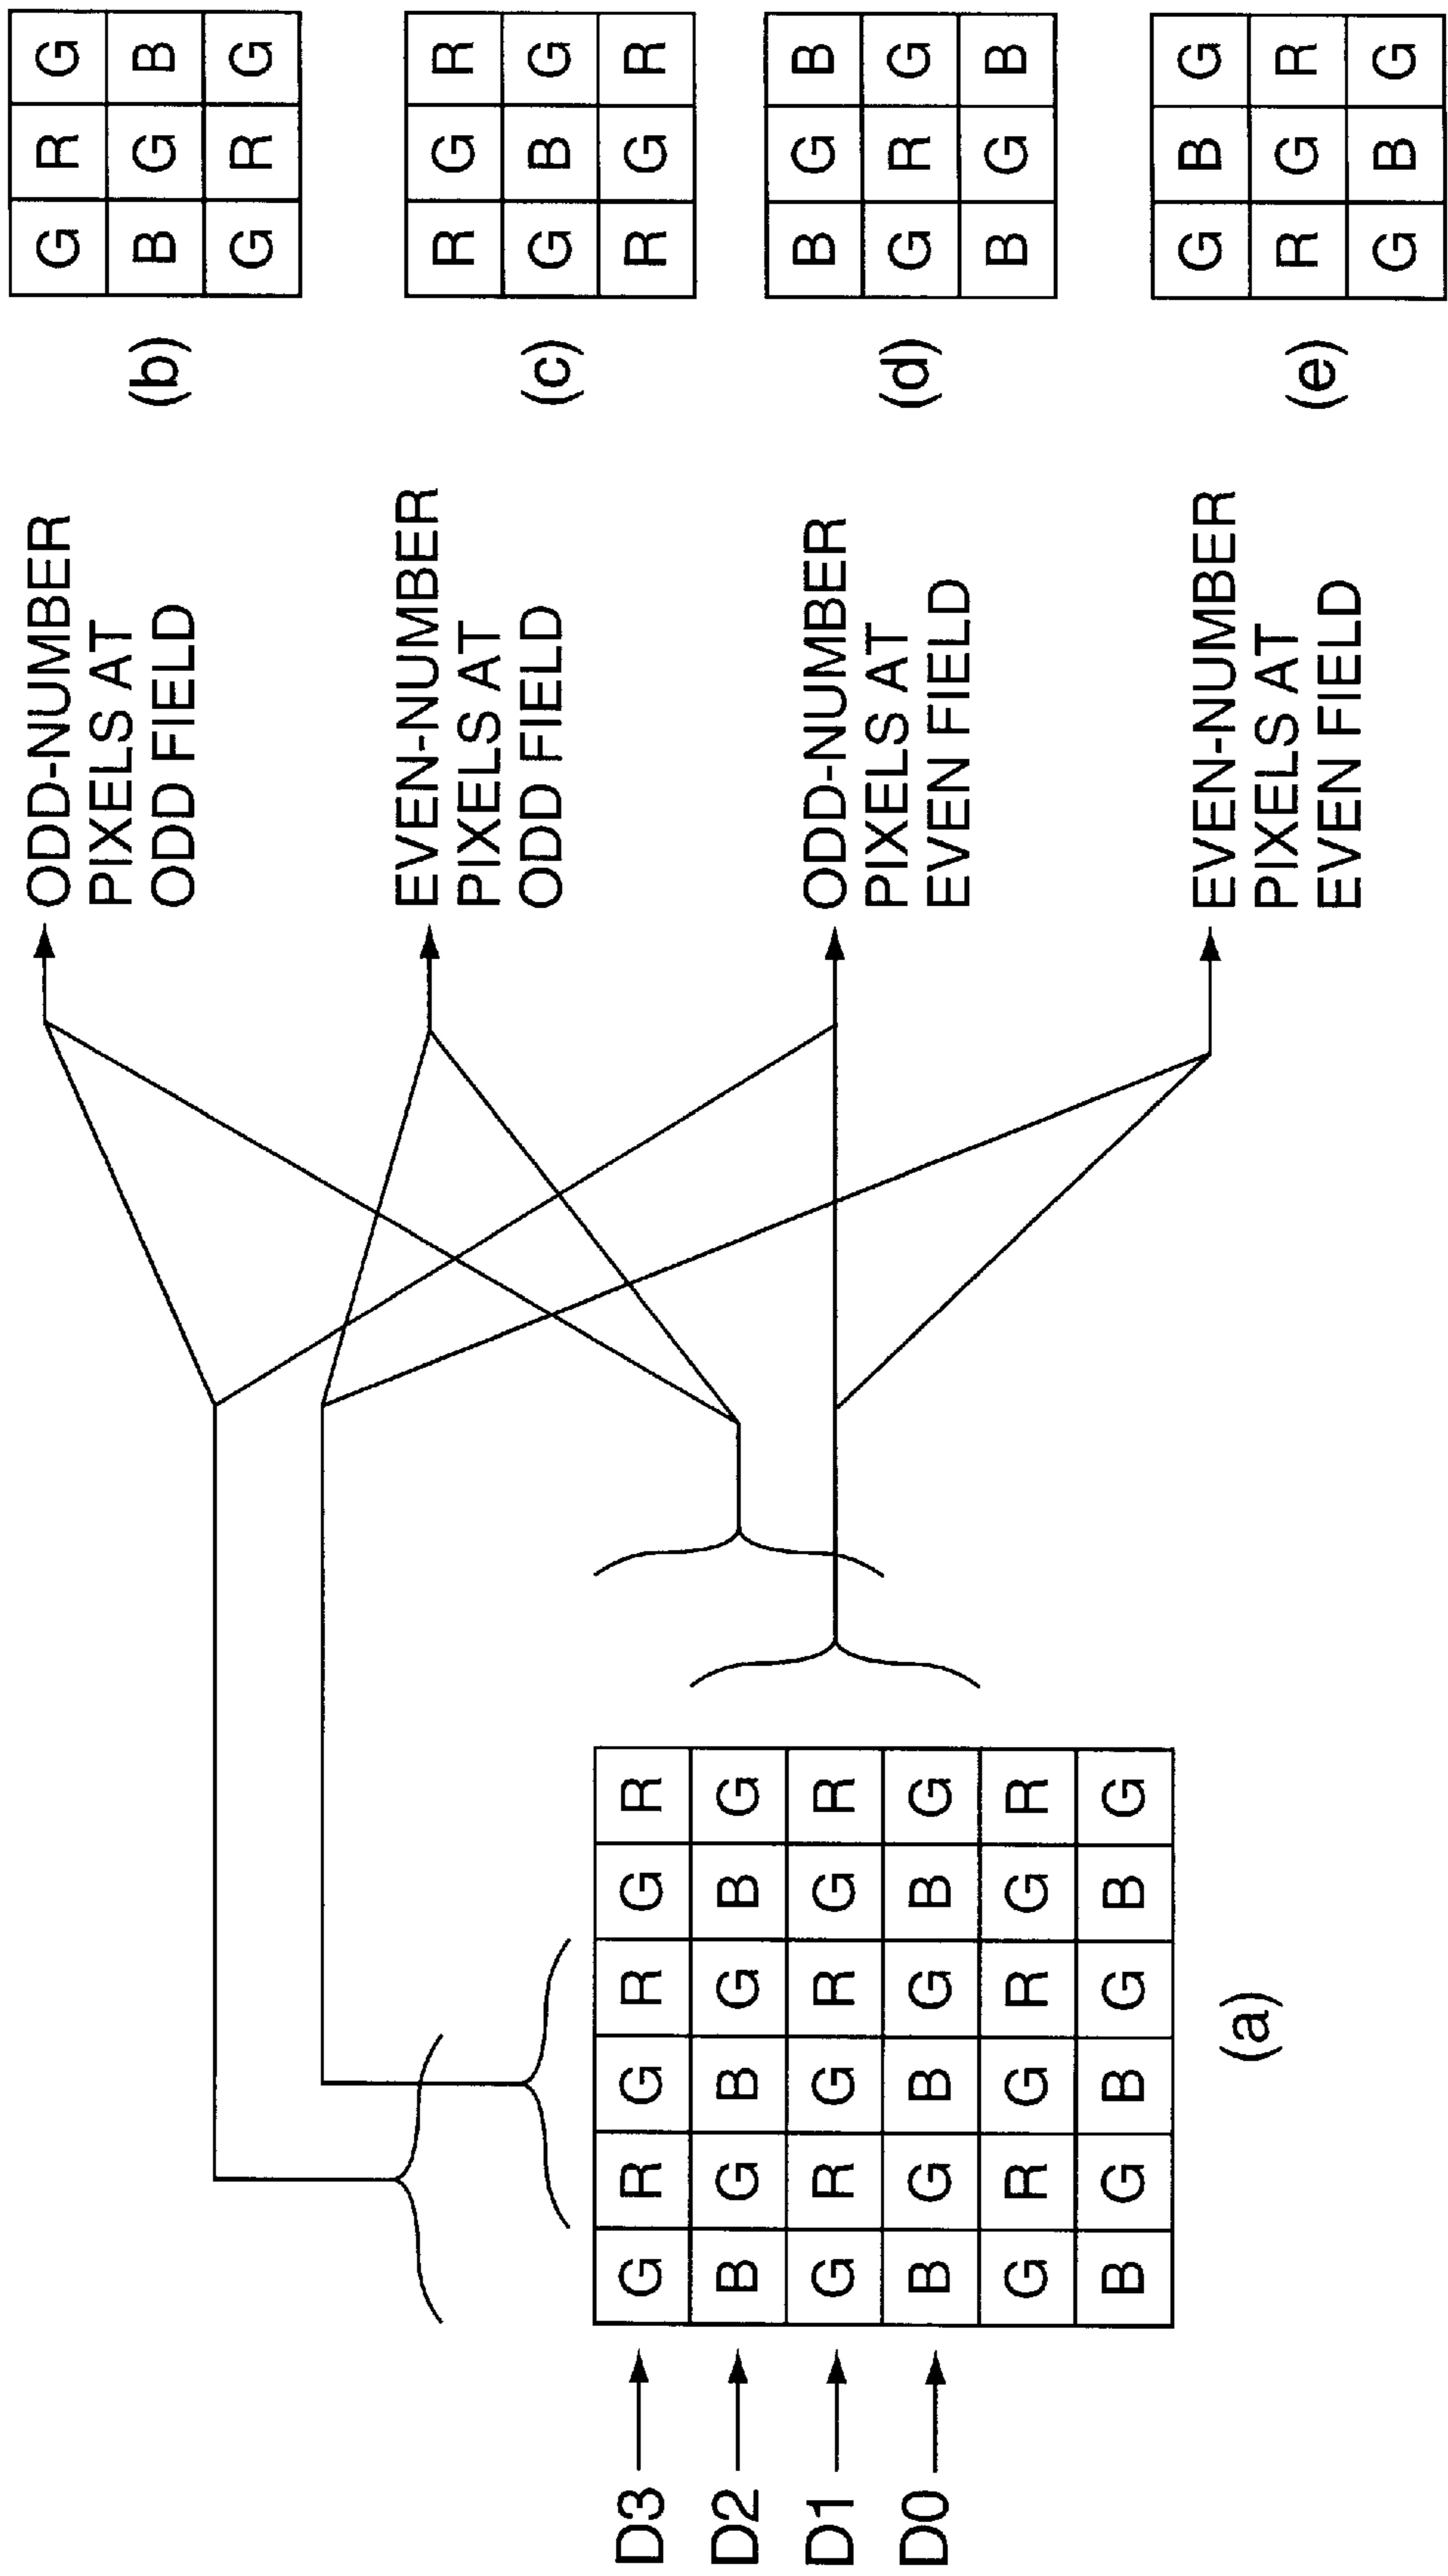 D3
D2
D1
D0
G R G R G R
B G B G B G
G R G R G R
B G B G B G
G R G R G R
B G B G B G
(a)
ODD-NUMBER
PIXELS AT
ODD FIELD
(b)
G R G
B G B
G R G
EVEN-NUMBER
PIXELS AT
ODD FIELD
(c)
R G R
G B G
R G R
ODD-NUMBER
PIXELS AT
EVEN FIELD
(d)
B G B
G R G
B G B
EVEN-NUMBER
PIXELS AT
EVEN FIELD
(e)
G B G
R G R
G B G